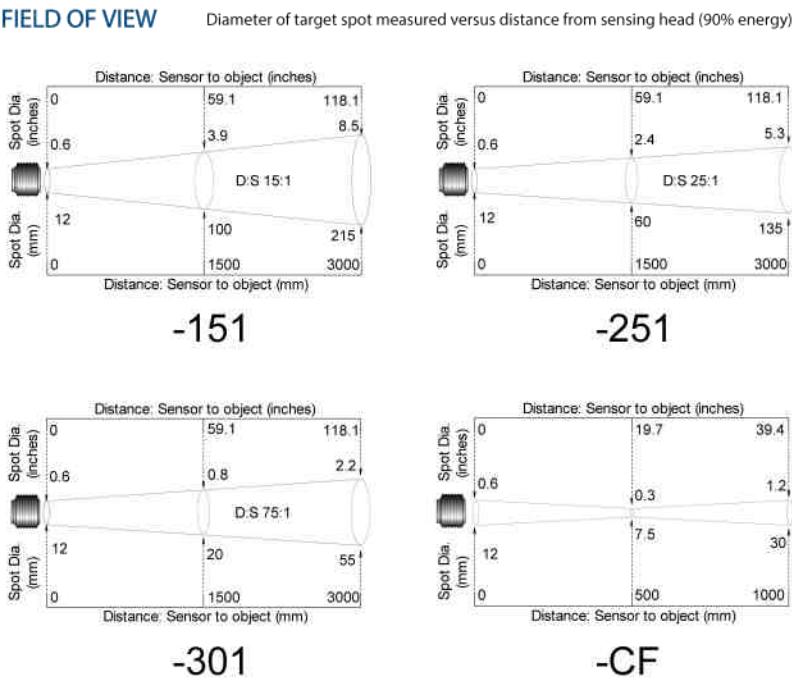 FIELD OF VIEW Diameter of target spot measured versus distance from sensing head (90% energy)
Distance: Sensor to object (inches)
Spot Dia. (inches)
0 59.1 118.1
0.6 3.9 8.5
D:S 15:1
12 100 215
Spot Dia. (mm)
0 1500 3000
Distance: Sensor to object (mm)
-151
Distance: Sensor to object (inches)
Spot Dia. (inches)
0 59.1 118.1
0.6 2.4 5.3
D:S 25:1
12 60 135
Spot Dia. (mm)
0 1500 3000
Distance: Sensor to object (mm)
-251
Distance: Sensor to object (inches)
Spot Dia. (inches)
0 59.1 118.1
0.6 0.8 2.2
D:S 75:1
12 20 55
Spot Dia. (mm)
0 1500 3000
Distance: Sensor to object (mm)
-301
Distance: Sensor to object (inches)
Spot Dia. (inches)
0 19.7 39.4
0.6 0.3 1.2
12 7.5 30
Spot Dia. (mm)
0 500 1000
Distance: Sensor to object (mm)
-CF